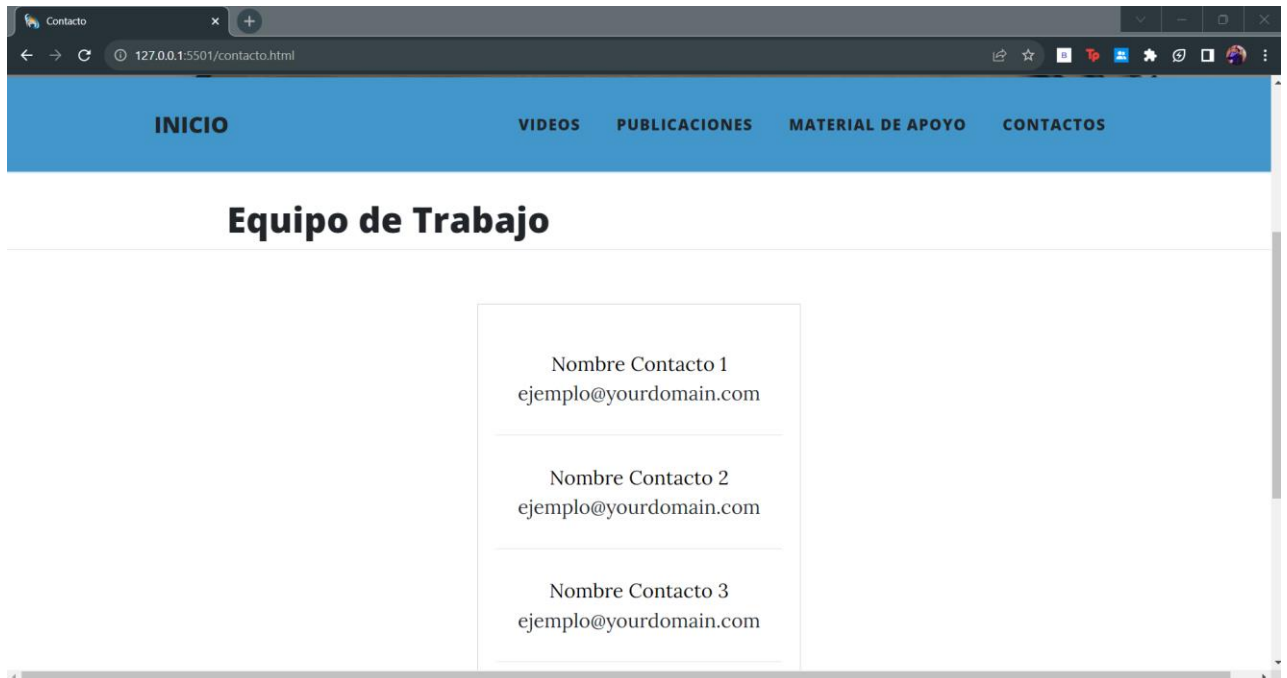 Contacto
127.0.0.1:5501/contacto.html
B
Tp
INICIO VIDEOS PUBLICACIONES MATERIAL DE APOYO CONTACTOS
Equipo de Trabajo
Nombre Contacto 1
ejemplo@yourdomain.com
Nombre Contacto 2
ejemplo@yourdomain.com
Nombre Contacto 3
ejemplo@yourdomain.com